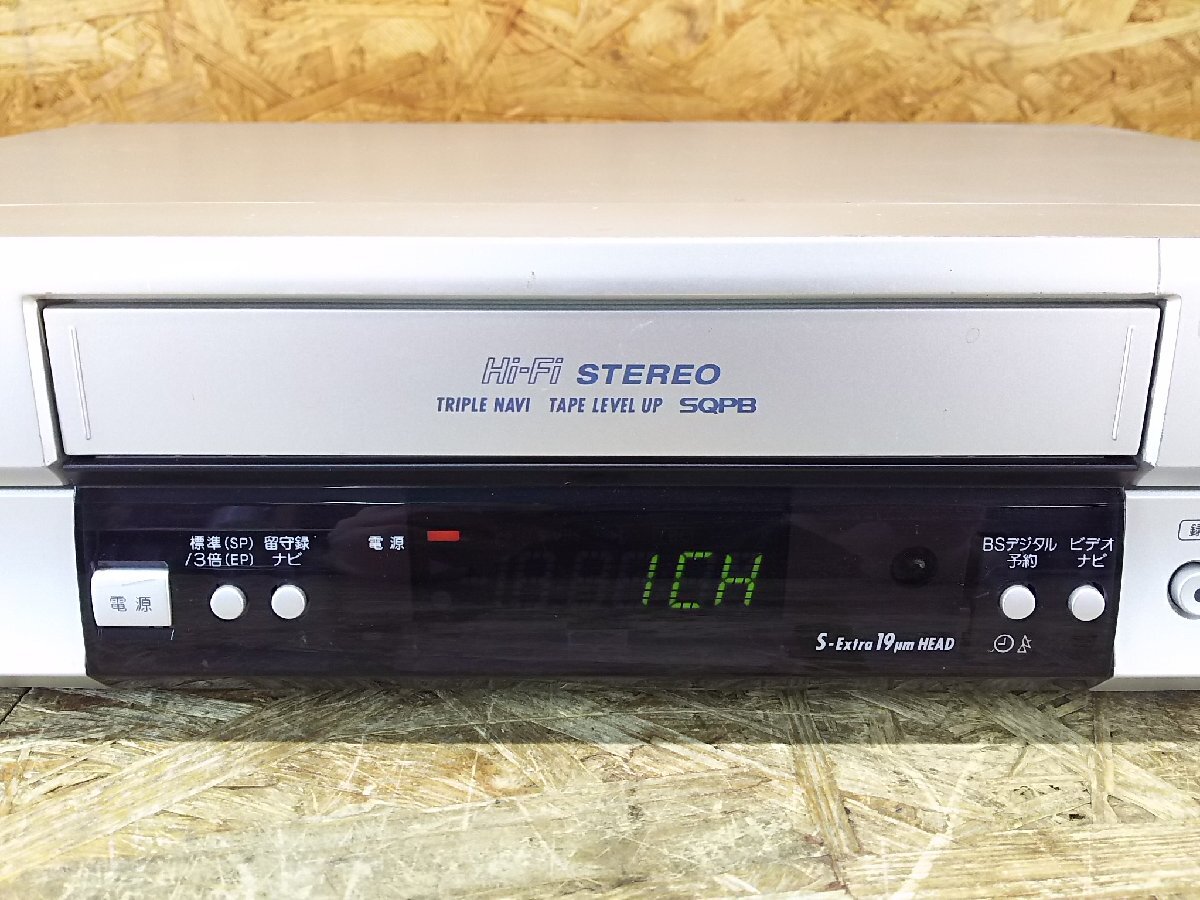 Hi-Fi STEREO
TRIPLE NAVI TAPE LEVEL UP SQPB
標準(SP)
/3倍(EP)
留守録
ナビ
電源
電源
1CH
S-Extra 19μm HEAD
BSデジタル
予約
ビデオ
ナビ
録